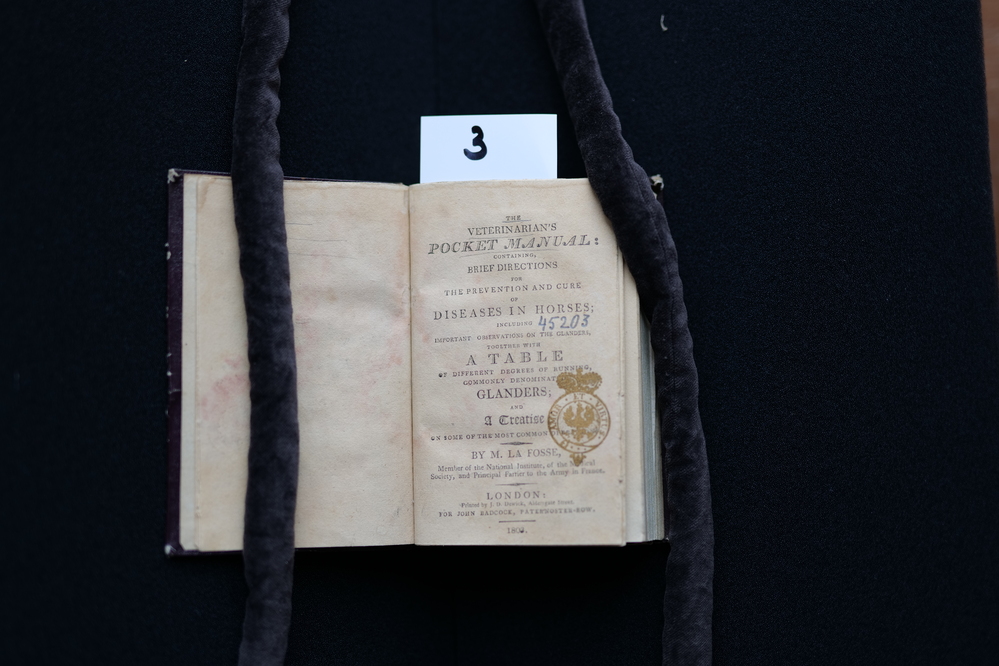 3
THE
VETERINARIAN'S
POCKET MANUAL:
CONTAINING,
BRIEF DIRECTIONS
FOR
THE PREVENTION AND CURE
OF
DISEASES IN HORSES;
INCLUDING 45203
IMPORTANT OBSERVATIONS ON THE GLANDERS,
TOGETHER WITH
A TABLE
OF DIFFERENT DEGREES OF RUNNING,
COMMONLY
GLANDERS;
AND
A Treatise
ON SOME OF THE MOST COMMON
BY M. LA FOSSE,
Member of the National Institute, of the Medical
Society, and Principal Farrier to the Army in France.
LONDON:
Printed by J. D.
FOR JOHN BADCOCK, PATERNOSTER-ROW.